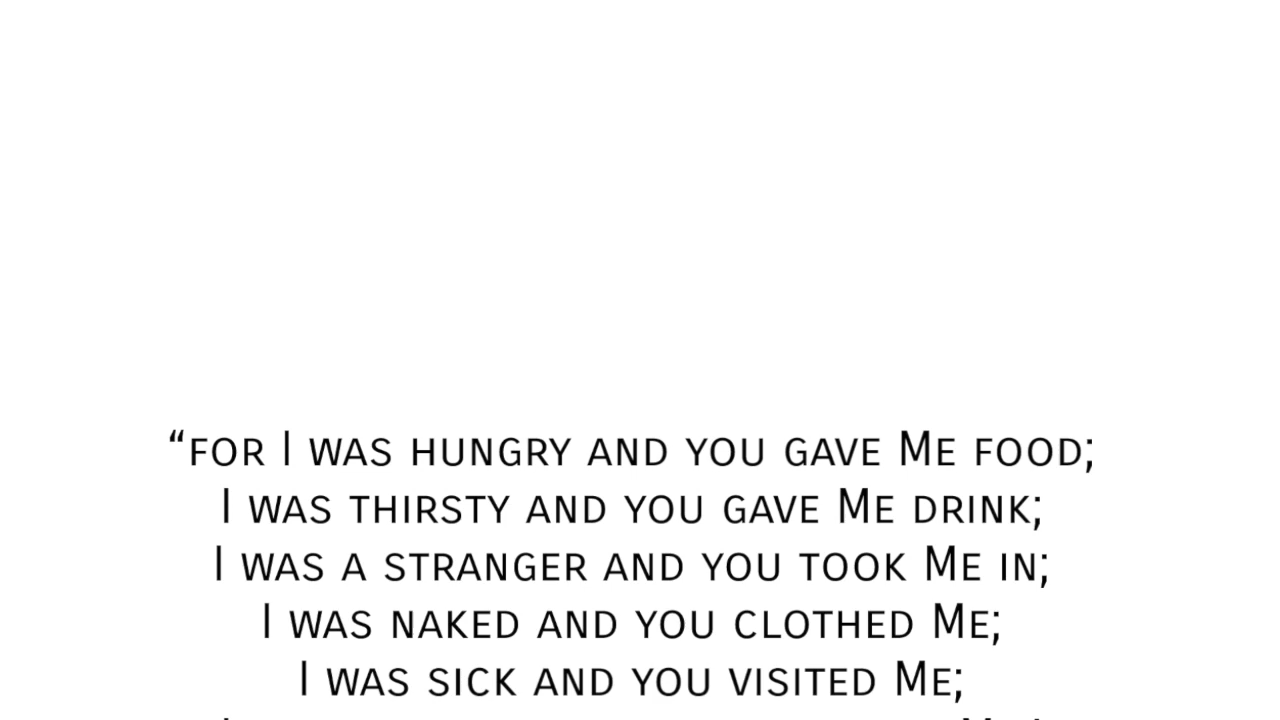 “for I was hungry and you gave Me food;
I was thirsty and you gave Me drink;
I was a stranger and you took Me in;
I was naked and you clothed Me;
I was sick and you visited Me;